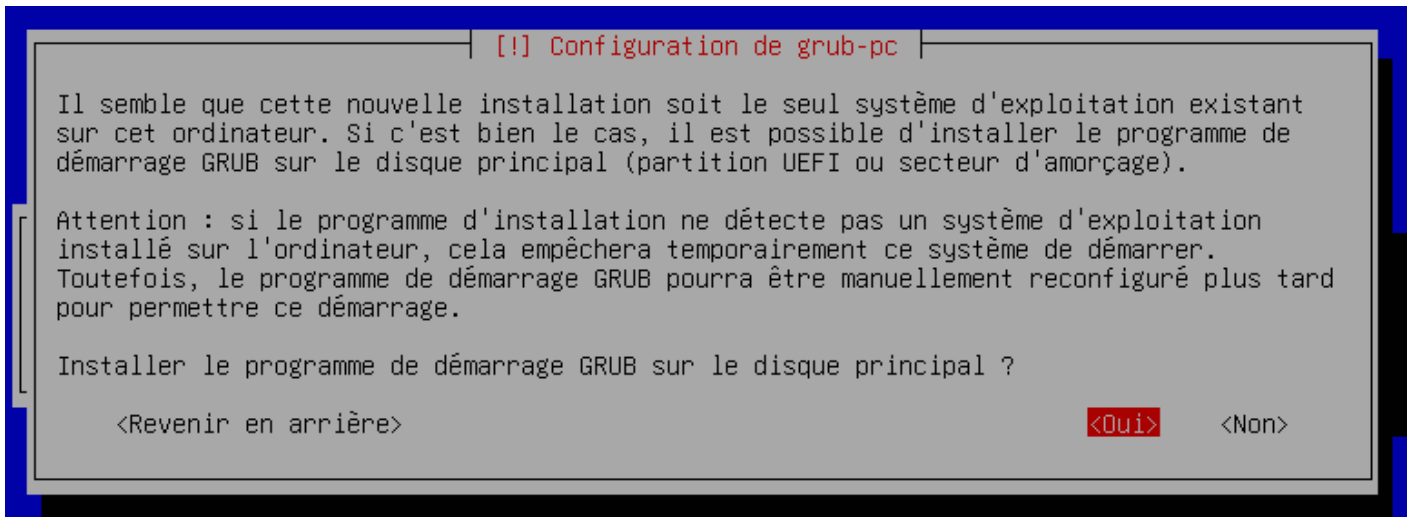 [!] Configuration de grub-pc
Il semble que cette nouvelle installation soit le seul système d'exploitation existant
sur cet ordinateur. Si c'est bien le cas, il est possible d'installer le programme de
démarrage GRUB sur le disque principal (partition UEFI ou secteur d'amorçage).
Attention : si le programme d'installation ne détecte pas un système d'exploitation
installé sur l'ordinateur, cela empêchera temporairement ce système de démarrer.
Toutefois, le programme de démarrage GRUB pourra être manuellement reconfiguré plus tard
pour permettre ce démarrage.
Installer le programme de démarrage GRUB sur le disque principal ?
<Revenir en arrière> <Oui> <Non>